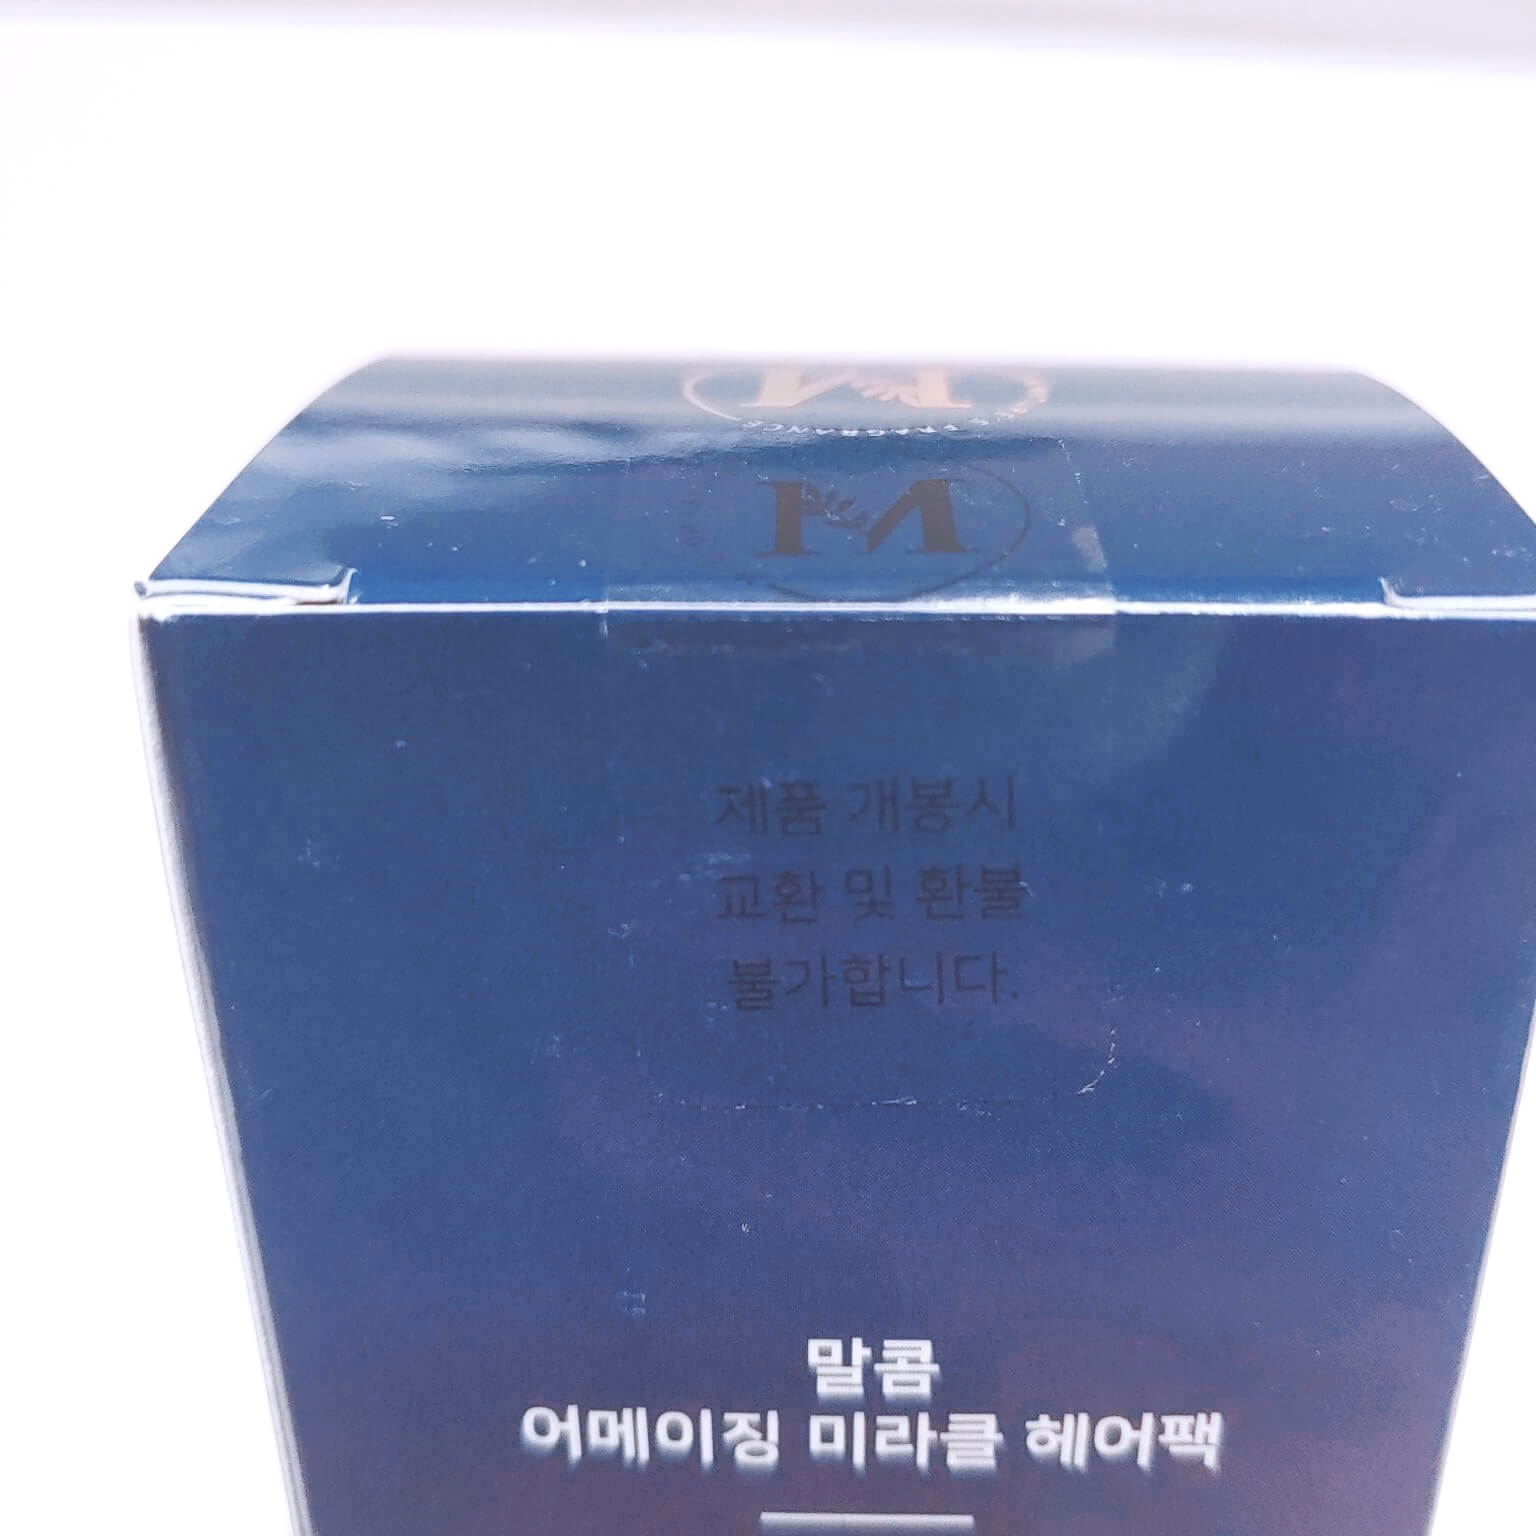 FRAGRANCE
M
제품 개봉시
교환 및 환불
불가합니다.
말콤
어메이징 미라클 헤어팩